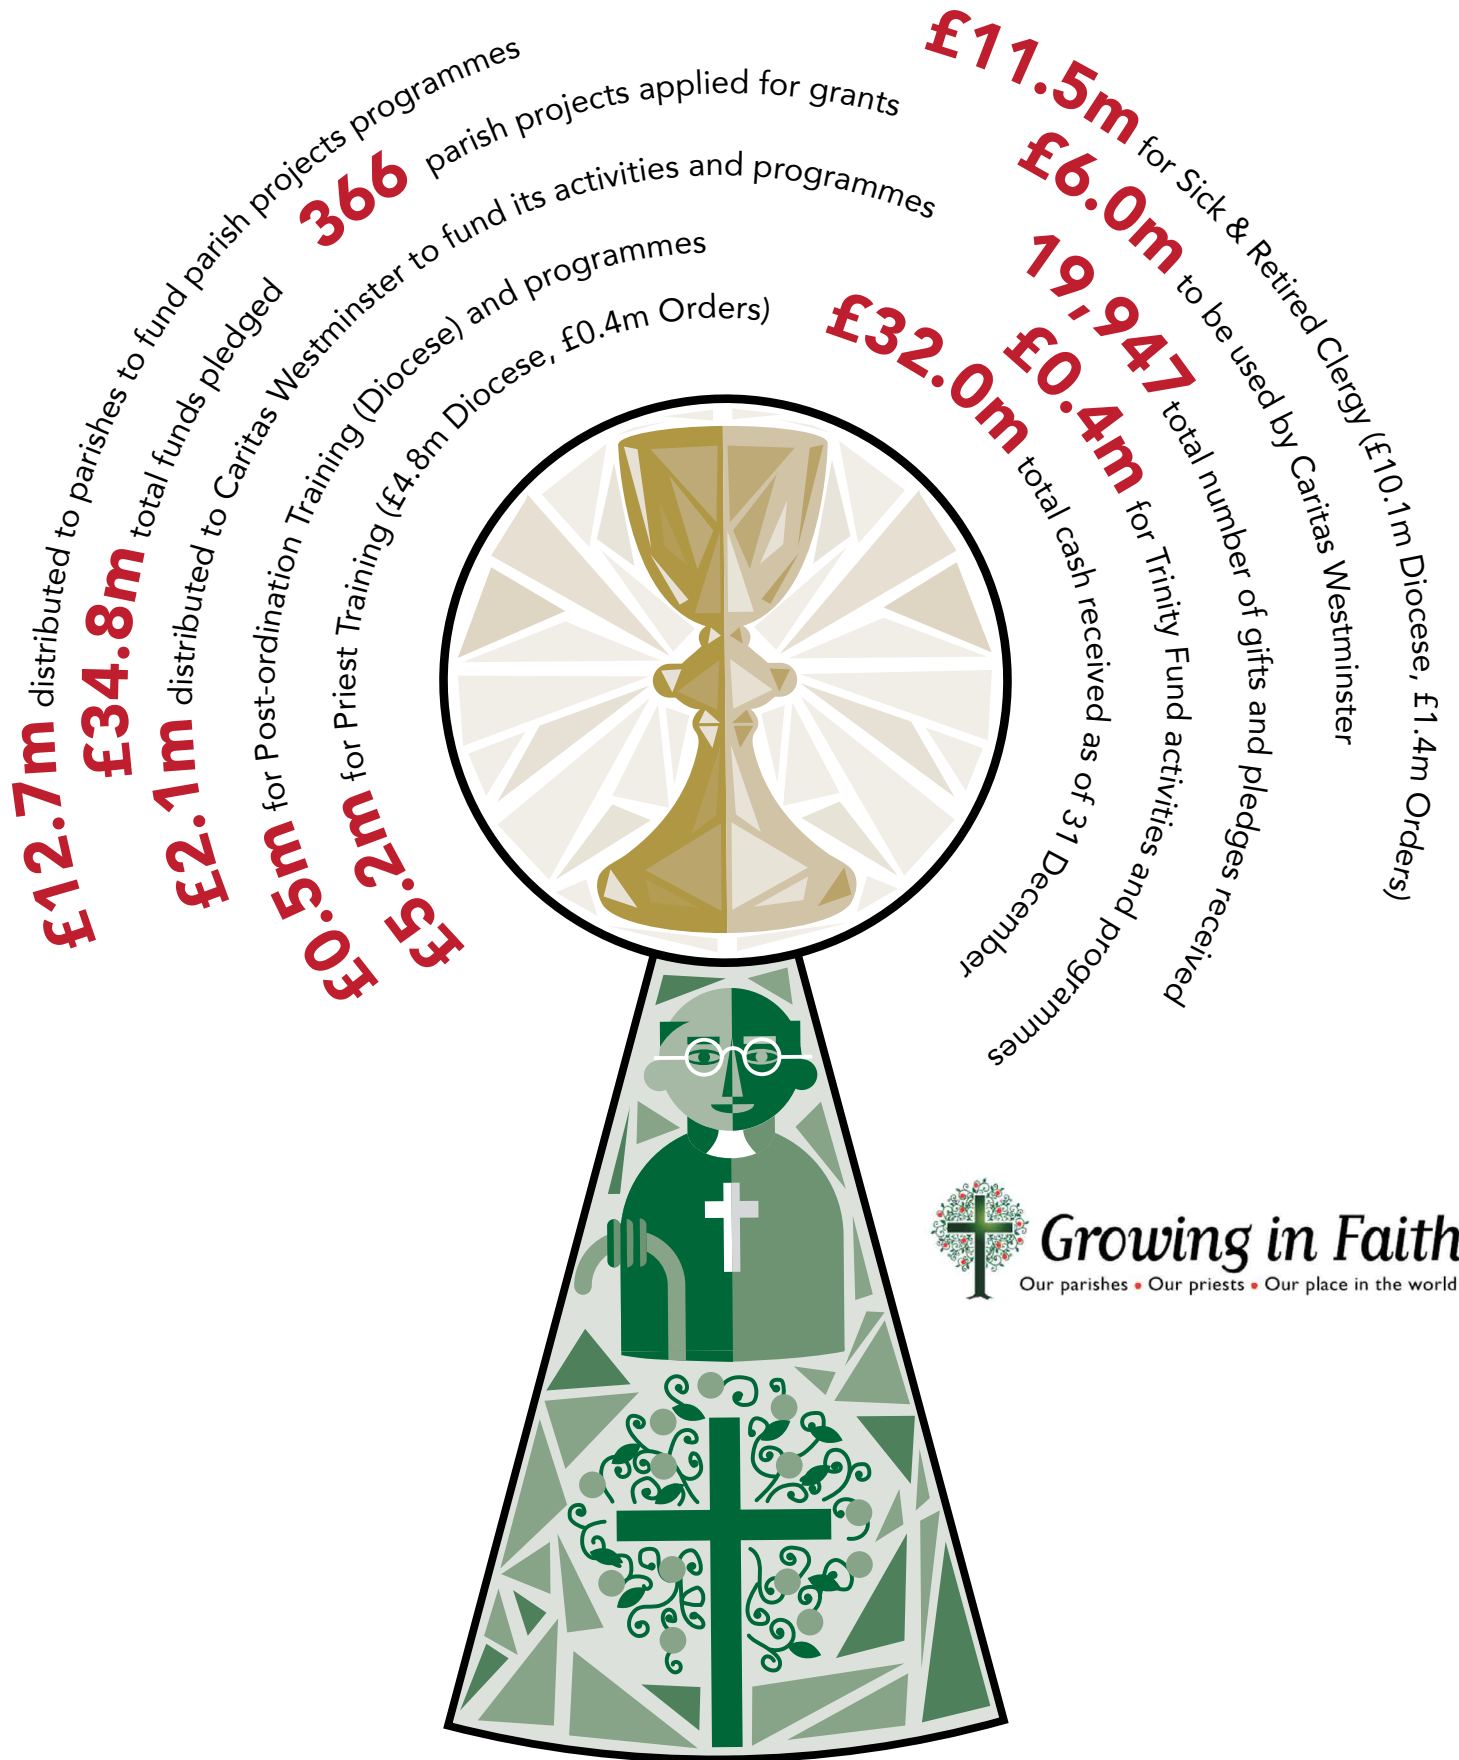 £12.7m distributed to parishes to fund parish projects programmes
£34.8m total funds pledged
366 parish projects applied for grants
£2.1m distributed to Caritas Westminster to fund its activities and programmes
£0.5m for Post-ordination Training (Diocese) and programmes
£5.2m for Priest Training (£4.8m Diocese, £0.4m Orders)
£11.5m for Sick & Retired Clergy (£10.1m Diocese, £1.4m Orders)
£6.0m to be used by Caritas Westminster
19,947 total number of gifts and pledges received
£0.4m for Trinity Fund activities and programmes
£32.0m total cash received as of 31 December
Growing in Faith
Our parishes • Our priests • Our place in the world